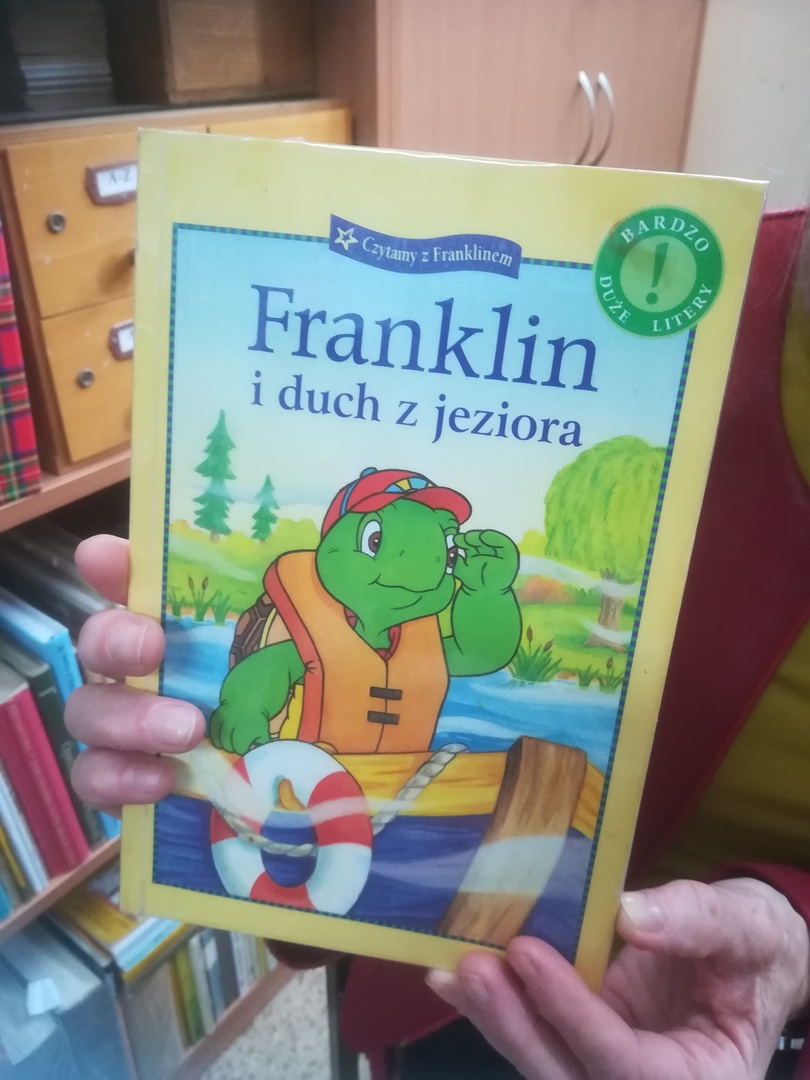 A-Z
Czytamy z Franklinem
BARDZO
!
DUŻE LITERY
Franklin
i duch z jeziora